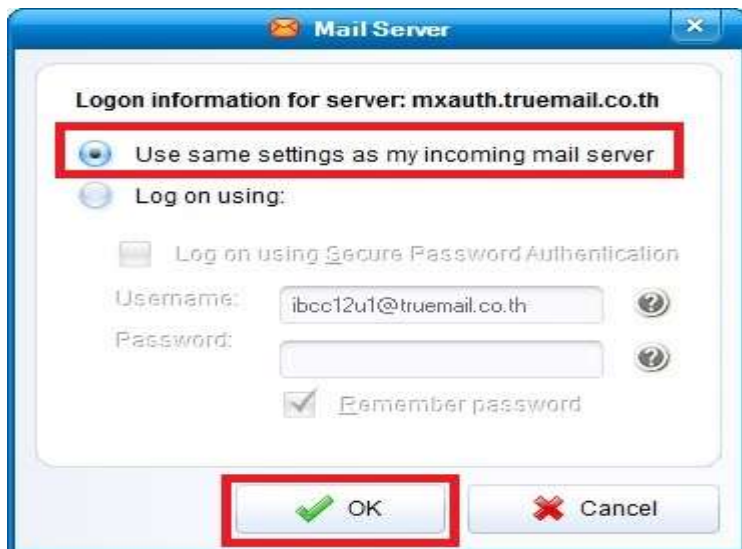 Mail Server
Logon information for server: mxauth.truemail.co.th
Use same settings as my incoming mail server
Log on using:
Log on using Secure Password Authentication
Username: ibcc12u1@truemail.co.th
Password:
Remember password
OK Cancel